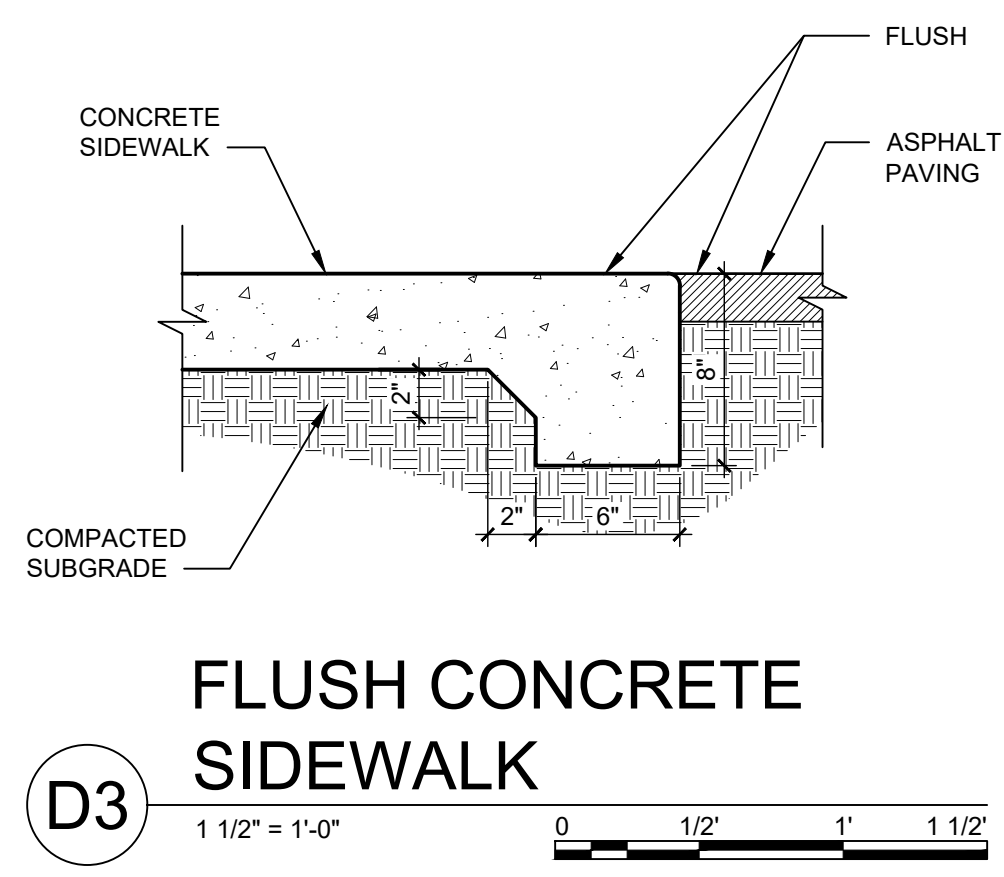 FLUSH
CONCRETE
SIDEWALK
ASPHALT
PAVING
8"
2"
2"
6"
COMPACTED
SUBGRADE
FLUSH CONCRETE
SIDEWALK
D3
1 1/2" = 1'-0"
0 1/2' 1' 1 1/2'